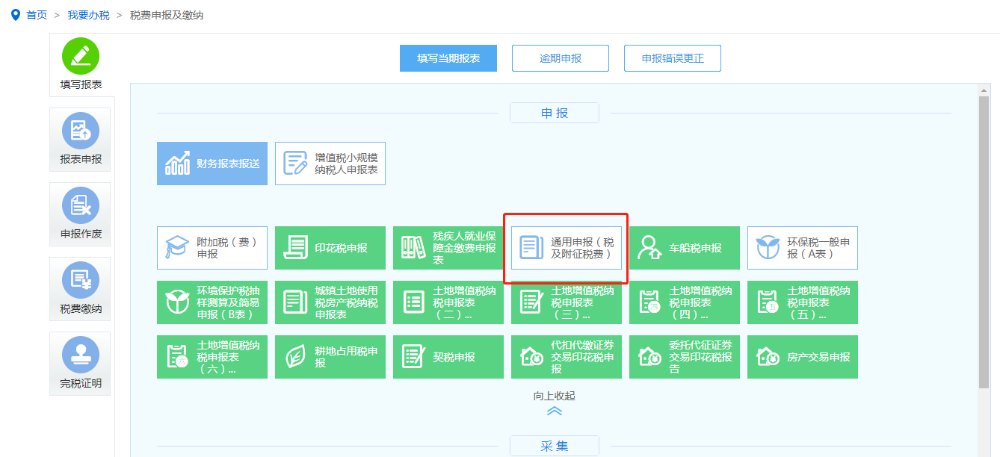 首页 > 我要办税 > 税费申报及缴纳
填写报表
报表申报
申报作废
税费缴纳
完税证明
填写当期报表
逾期申报
申报错误更正
申报
财务报表报送
增值税小规模
纳税人申报表
附加税（费）
申报
印花税申报
残疾人就业保
障金缴费申报
表
通用申报（税
及附征税费）
车船税申报
环保税一般申
报（A表）
环境保护税抽
样测算及简易
申报（B表）
城镇土地使用
税房产税纳税
申报表
土地增值税纳
税申报表
（二）...
土地增值税纳
税申报表
（三）...
土地增值税纳
税申报表
（四）...
四
土地增值税纳
税申报表
（五）...
五
土地增值税纳
税申报表
（六）...
六
耕地占用税申
报
契税申报
代扣代缴证券
交易印花税申
报
委托代征证券
交易印花税报
告
房产交易申报
向上收起
采集